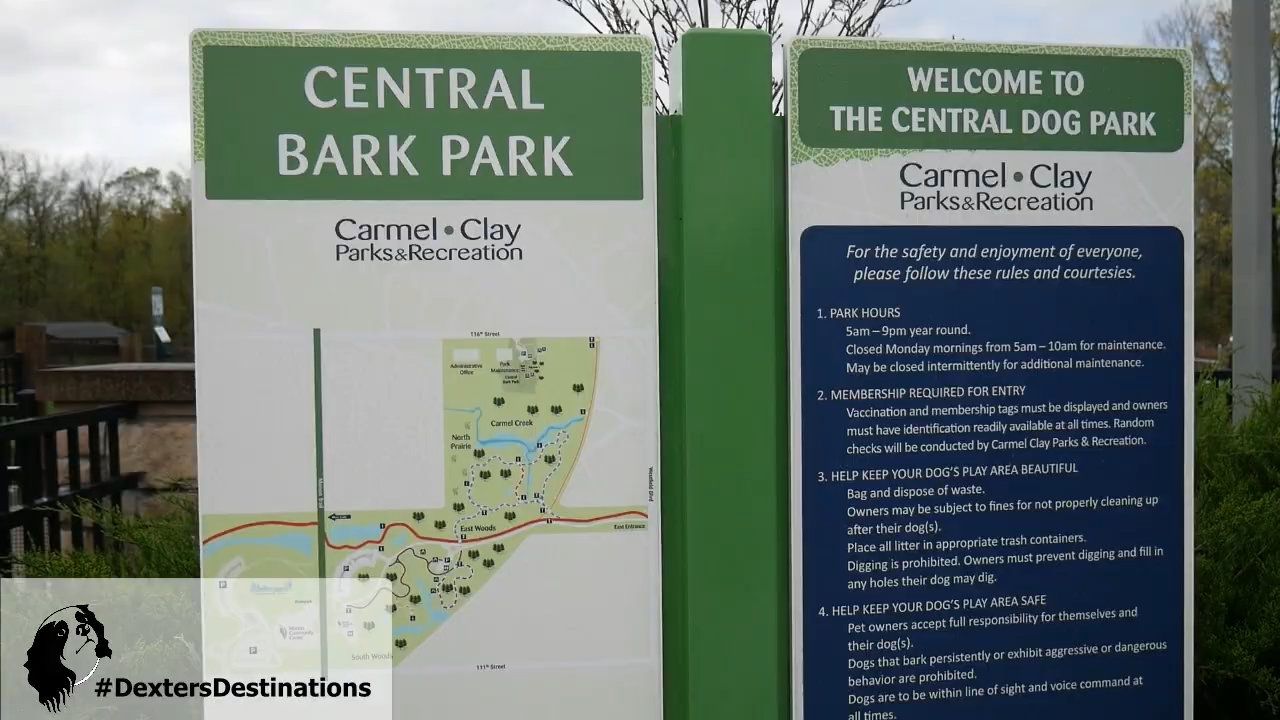 CENTRAL
BARK PARK
Carmel • Clay
Parks&Recreation
116th Street
Administrative
Office
Park
Maintenance
Central
Bark Park
Carmel Creek
North
Prairie
Westfield Blvd
East Woods
East Entrance
South Woods
111th Street
#DextersDestinations
WELCOME TO
THE CENTRAL DOG PARK
Carmel • Clay
Parks&Recreation
For the safety and enjoyment of everyone,
please follow these rules and courtesies.
1. PARK HOURS
5am – 9pm year round.
Closed Monday mornings from 5am – 10am for maintenance.
May be closed intermittently for additional maintenance.
2. MEMBERSHIP REQUIRED FOR ENTRY
Vaccination and membership tags must be displayed and owners
must have identification readily available at all times. Random
checks will be conducted by Carmel Clay Parks & Recreation.
3. HELP KEEP YOUR DOG'S PLAY AREA BEAUTIFUL
Bag and dispose of waste.
Owners may be subject to fines for not properly cleaning up
after their dog(s).
Place all litter in appropriate trash containers.
Digging is prohibited. Owners must prevent digging and fill in
any holes their dog may dig.
4. HELP KEEP YOUR DOG'S PLAY AREA SAFE
Pet owners accept full responsibility for themselves and
their dog(s).
Dogs that bark persistently or exhibit aggressive or dangerous
behavior are prohibited.
Dogs are to be within line of sight and voice command at
all times.